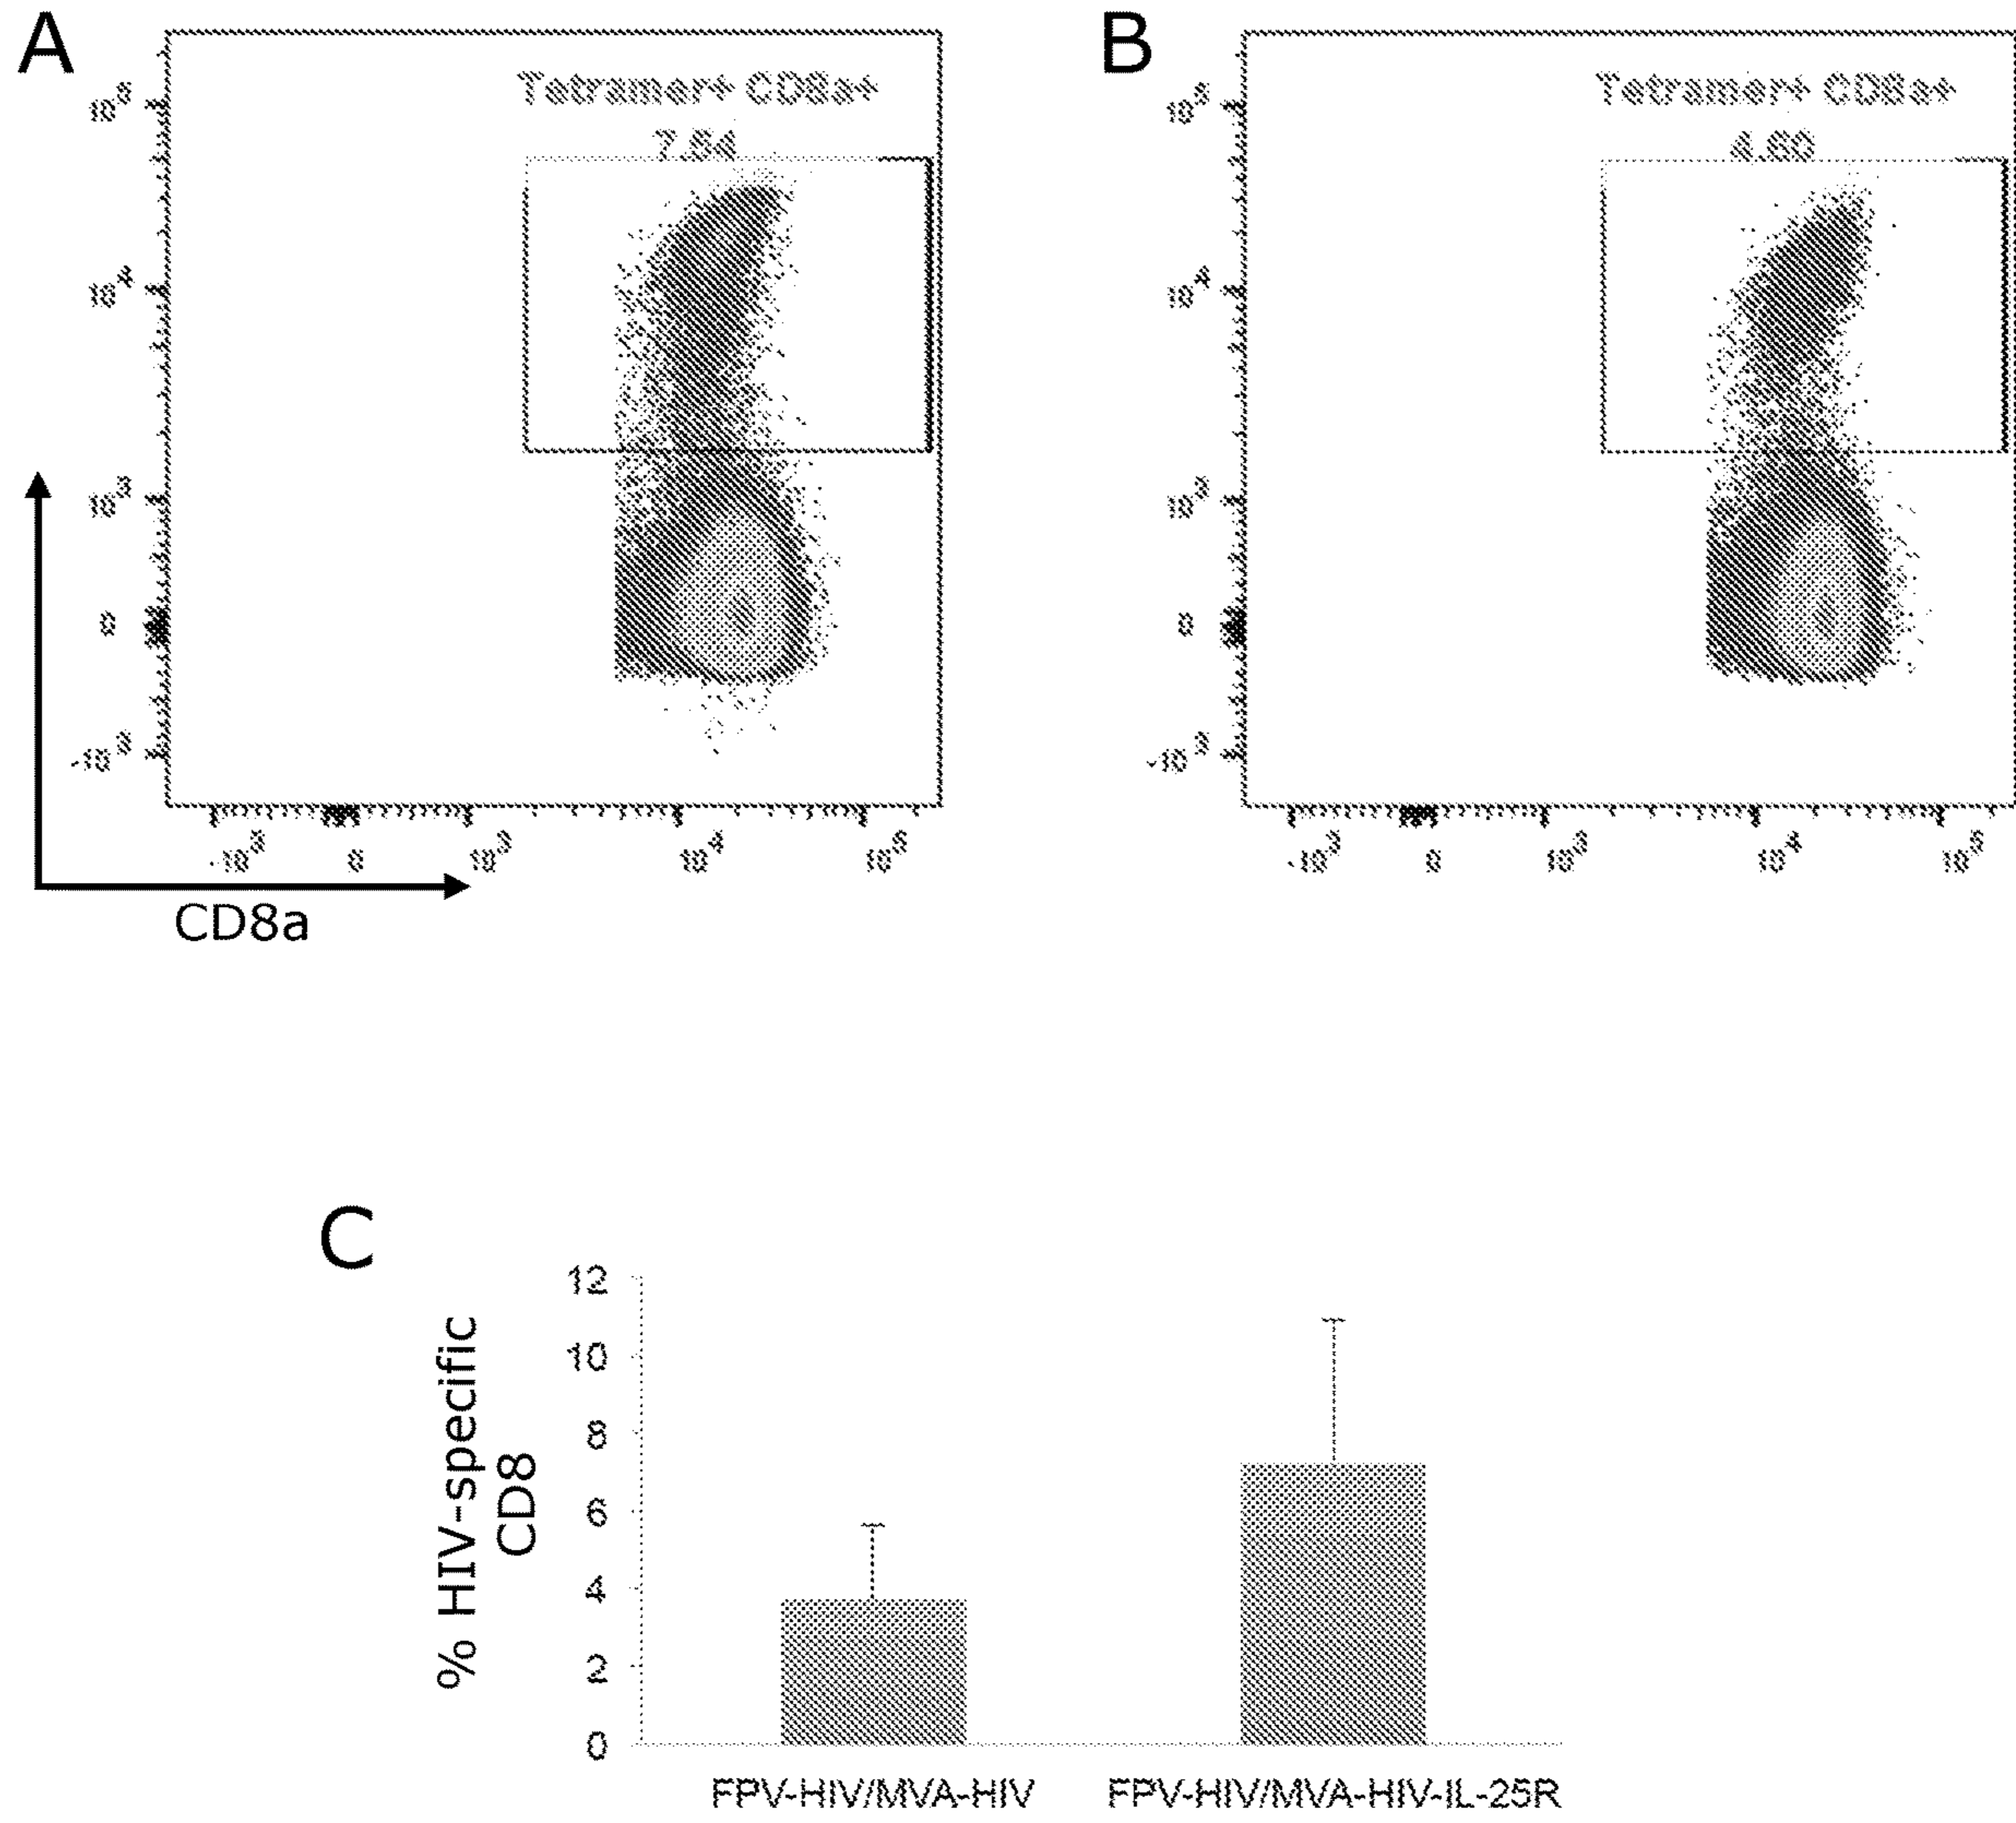 A
Tetramer+ CD8a+
7.54
10^5
10^4
10^3
0
-10^3
-10^3
0
10^3
10^4
10^5
CD8a
B
Tetramer+ CD8a+
4.60
10^5
10^4
10^3
0
-10^3
-10^3
0
10^3
10^4
10^5
C
% HIV-specific
CD8
12
10
8
6
4
2
0
FPV-HIV/MVA-HIV
FPV-HIV/MVA-HIV-IL-25R